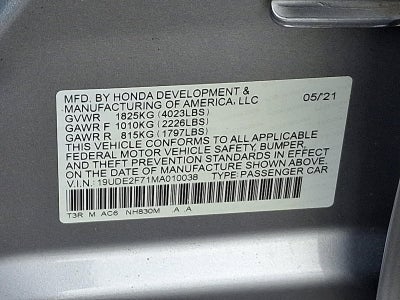 MFD. BY HONDA DEVELOPMENT &
MANUFACTURING OF AMERICA, LLC 05/21
GVWR 1825KG (4023LBS)
GAWR F 1010KG (2226LBS)
GAWR R 815KG (1797LBS)
THIS VEHICLE CONFORMS TO ALL APPLICABLE
FEDERAL MOTOR VEHICLE SAFETY, BUMPER,
AND THEFT PREVENTION STANDARDS IN EFFECT
ON THE DATE OF MANUFACTURE SHOWN ABOVE.
V.I.N.: 19UDE2F71MA010038 TYPE: PASSENGER CAR
T3R M AC6 NH830M A A